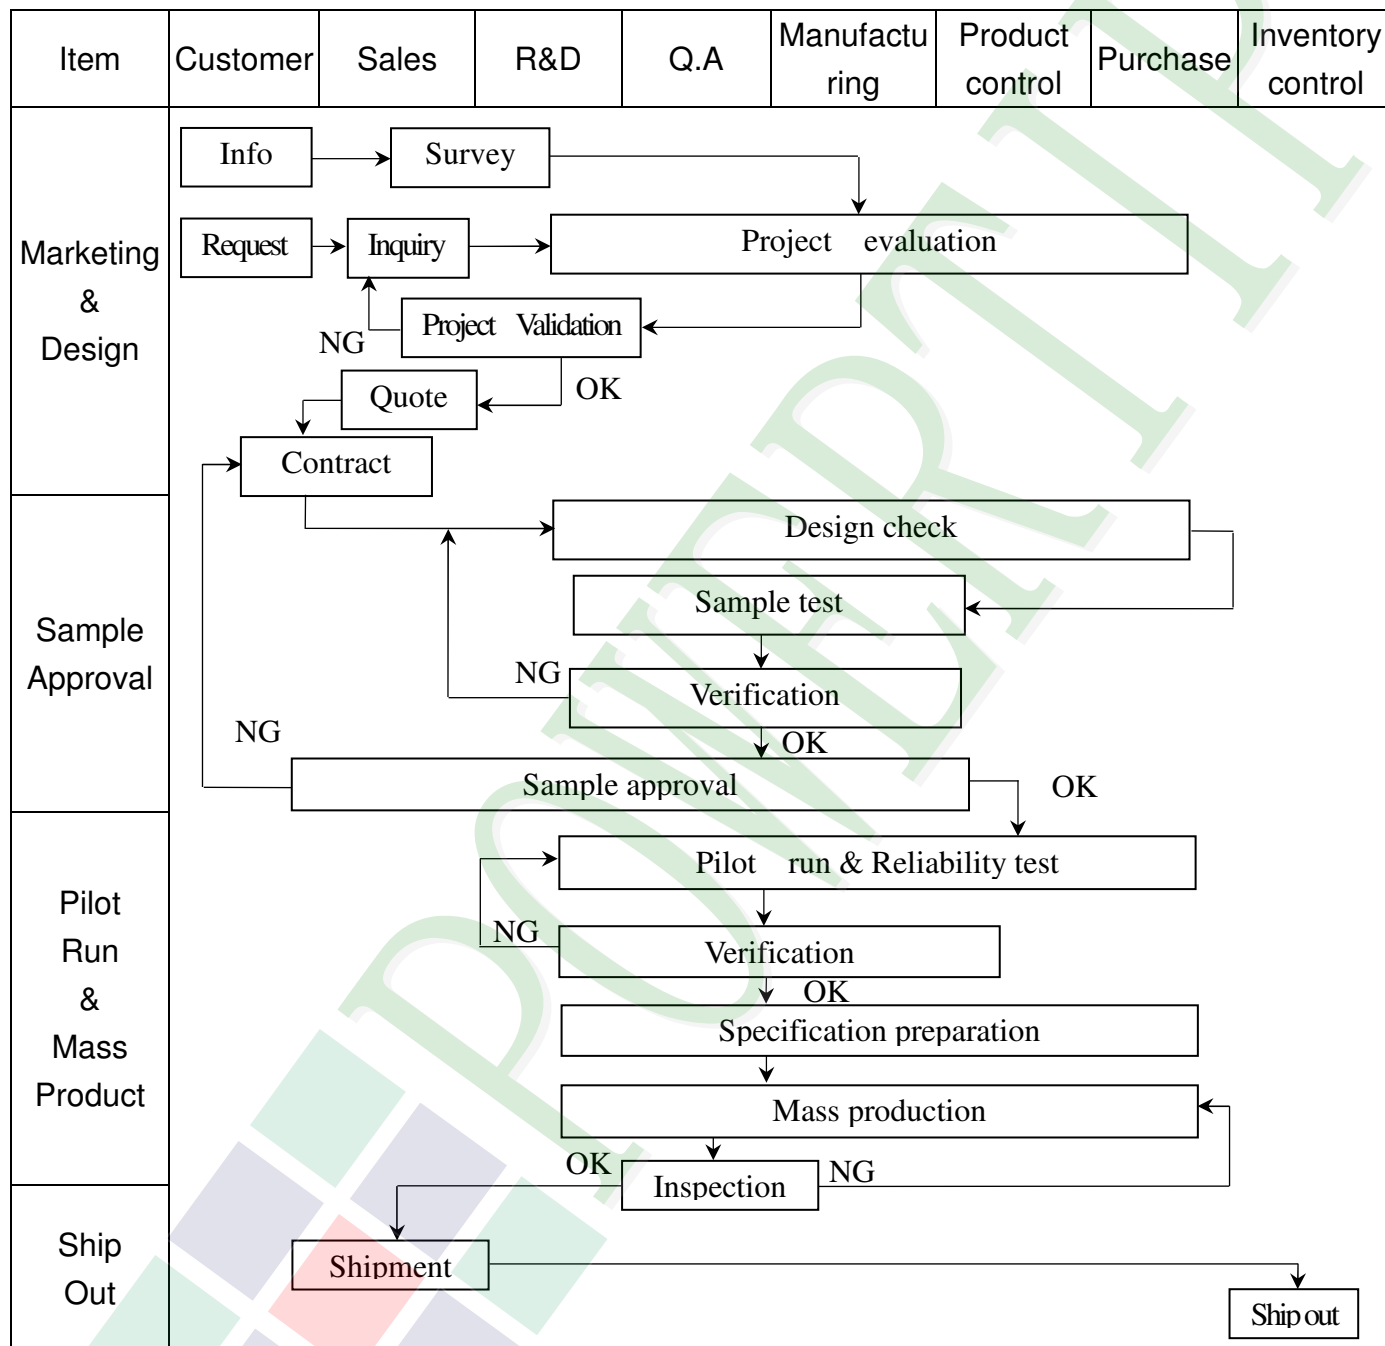 Item
Customer
Sales
R&D
Q.A
Manufactu
ring
Product
control
Purchase
Inventory
control
Marketing
&
Design
Info
Survey
Request
Inquiry
Project evaluation
Project Validation
NG
OK
Quote
Contract
Sample
Approval
Design check
Sample test
NG
Verification
NG
OK
Sample approval
OK
Pilot
Run
&
Mass
Product
Pilot run & Reliability test
NG
Verification
OK
Specification preparation
Mass production
OK
Inspection
NG
Ship
Out
Shipment
Ship out
POWERTIP